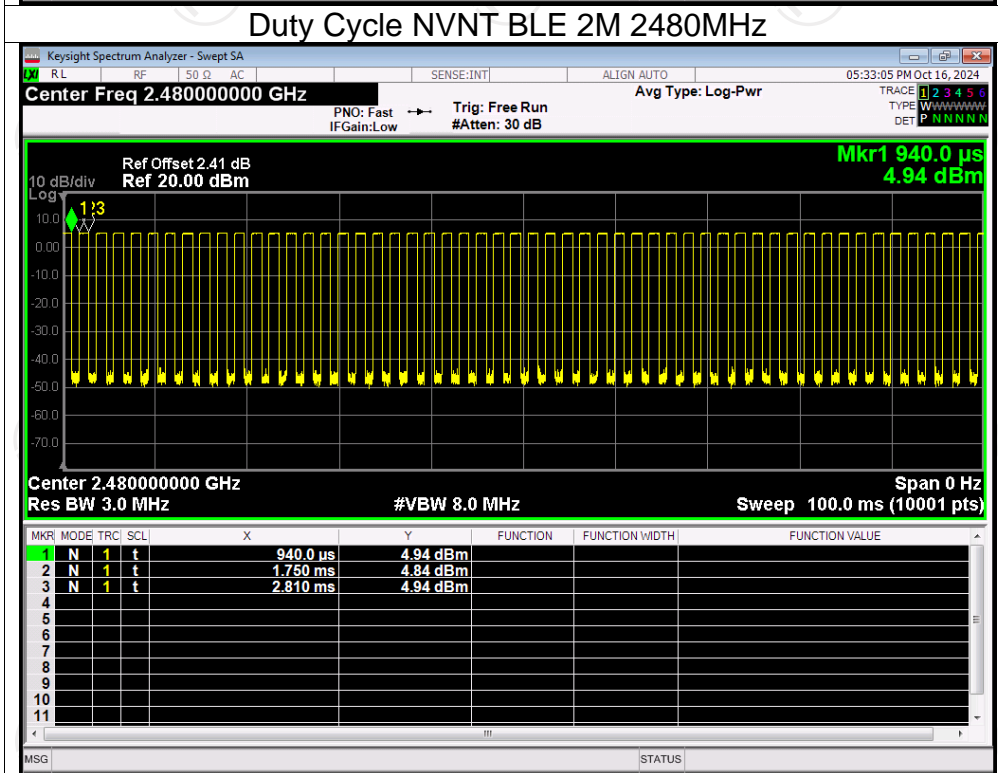 Duty Cycle NVNT BLE 2M 2480MHz
Keysight Spectrum Analyzer - Swept SA
LXI RL RF 50 Ω AC SENSE:INT ALIGN AUTO 05:33:05 PM Oct 16, 2024
Center Freq 2.480000000 GHz Avg Type: Log-Pwr TRACE 1 2 3 4 5 6
PNO: Fast Trig: Free Run TYPE WWWWWW
IFGain:Low #Atten: 30 dB DET P N N N N N
Mkr1 940.0 µs
Ref Offset 2.41 dB
10 dB/div Ref 20.00 dBm 4.94 dBm
Log
1 3
10.0
0.00
-10.0
-20.0
-30.0
-40.0
-50.0
-60.0
-70.0
Center 2.480000000 GHz Span 0 Hz
Res BW 3.0 MHz #VBW 8.0 MHz Sweep 100.0 ms (10001 pts)
MKR MODE TRC SCL X Y FUNCTION FUNCTION WIDTH FUNCTION VALUE
1 N 1 t 940.0 µs 4.94 dBm
2 N 1 t 1.750 ms 4.84 dBm
3 N 1 t 2.810 ms 4.94 dBm
4
5
6
7
8
9
10
11
MSG STATUS